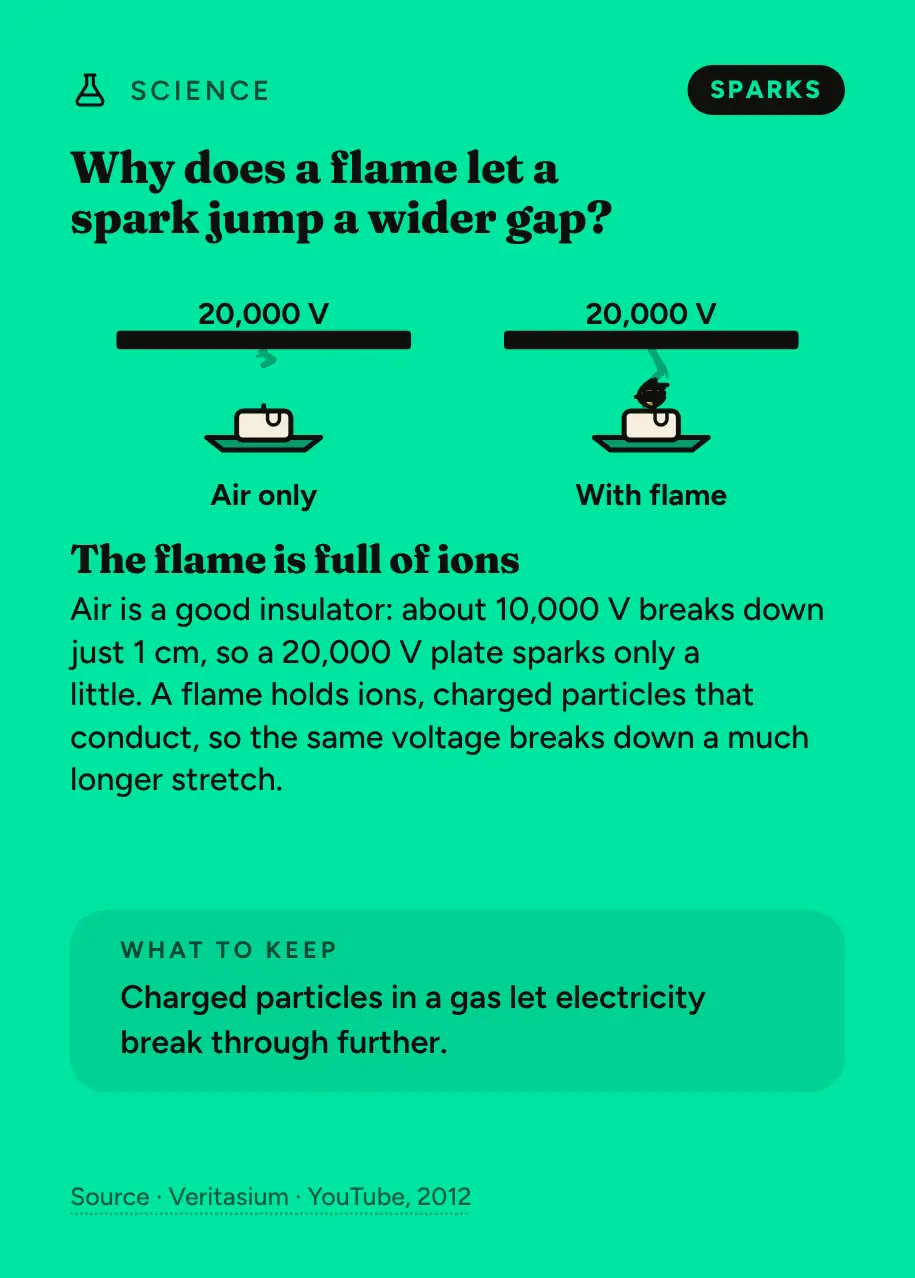 SCIENCE
SPARKS
Why does a flame let a
spark jump a wider gap?
20,000 V
20,000 V
Air only
With flame
The flame is full of ions
Air is a good insulator: about 10,000 V breaks down
just 1 cm, so a 20,000 V plate sparks only a
little. A flame holds ions, charged particles that
conduct, so the same voltage breaks down a much
longer stretch.
WHAT TO KEEP
Charged particles in a gas let electricity
break through further.
Source · Veritasium · YouTube, 2012